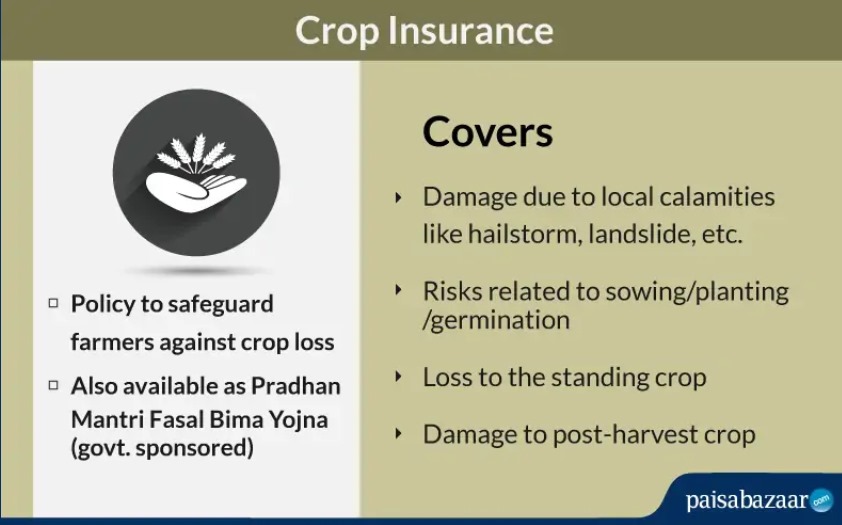 Crop Insurance
Policy to safeguard
farmers against crop loss
Also available as Pradhan
Mantri Fasal Bima Yojna
(govt. sponsored)
Covers
Damage due to local calamities
like hailstorm, landslide, etc.
Risks related to sowing/planting
/germination
Loss to the standing crop
Damage to post-harvest crop
paisabazaar.com